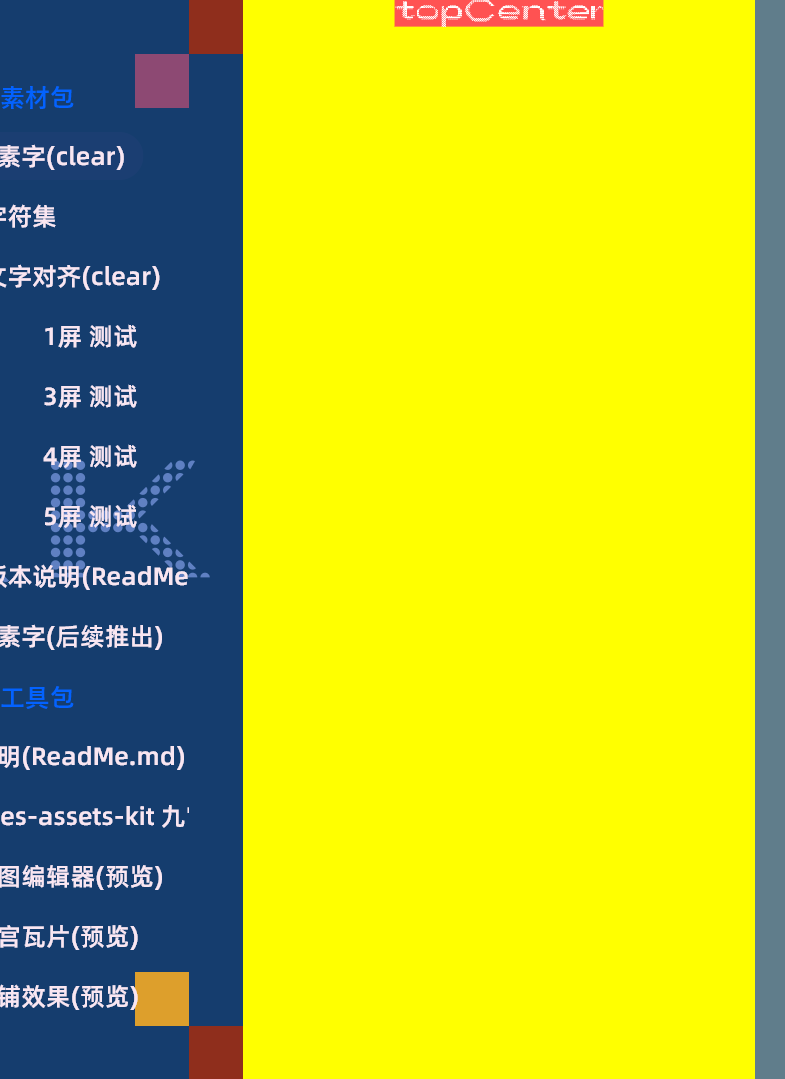 topCenter
素材包
素字(clear)
字符集
文字对齐(clear)
1屏 测试
3屏 测试
4屏 测试
5屏 测试
版本说明(ReadMe
素字(后续推出)
工具包
明(ReadMe.md)
es-assets-kit 九
图编辑器(预览)
宫瓦片(预览)
铺效果(预览)